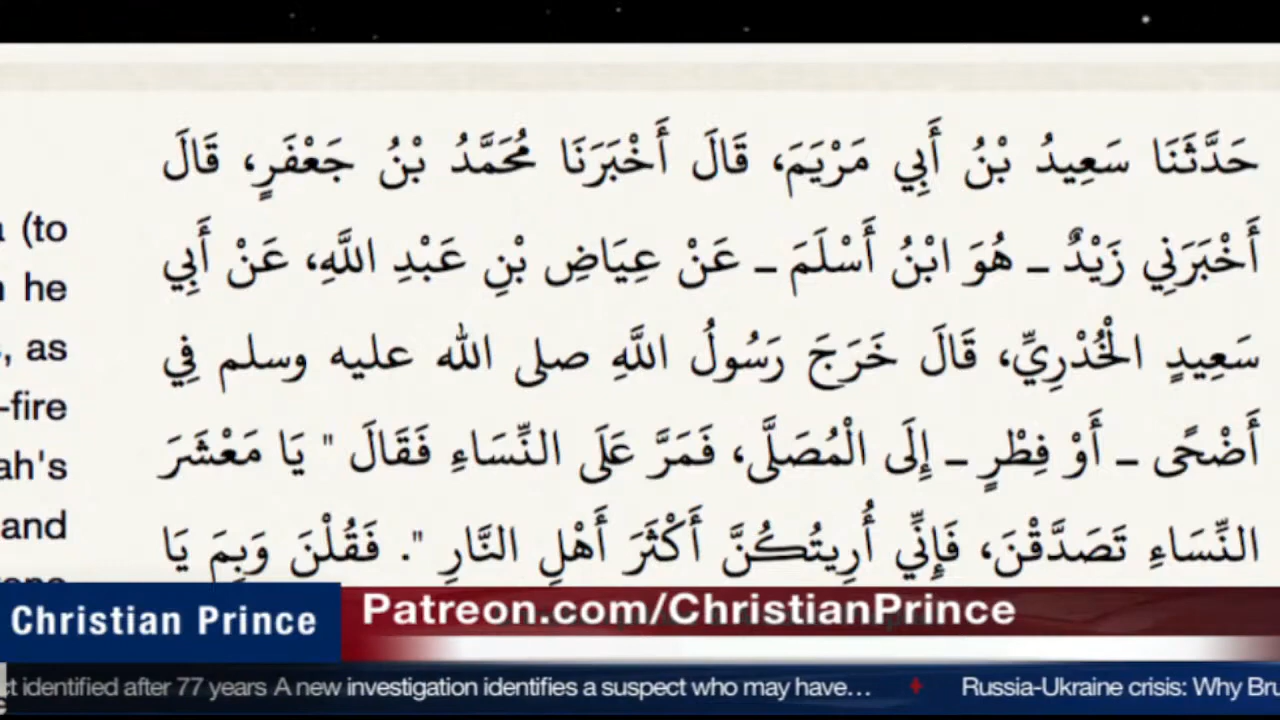 حَدَّثَنَا سَعِيدُ بْنُ أَبِي مَرْيَمَ، قَالَ أَخْبَرَنَا مُحَمَّدُ بْنُ جَعْفَرٍ، قَالَ
أَخْبَرَنِي زَيْدٌ ـ هُوَ ابْنُ أَسْلَمَ ـ عَنْ عِيَاضِ بْنِ عَبْدِ اللَّهِ، عَنْ أَبِي
سَعِيدٍ الْخُدْرِيِّ، قَالَ خَرَجَ رَسُولُ اللَّهِ صلى الله عليه وسلم فِي
أَضْحًى ـ أَوْ فِطْرٍ ـ إِلَى الْمُصَلَّى، فَمَرَّ عَلَى النِّسَاءِ فَقَالَ " يَا مَعْشَرَ
النِّسَاءِ تَصَدَّقْنَ، فَإِنِّي أُرِيتُكُنَّ أَكْثَرَ أَهْلِ النَّارِ ". فَقُلْنَ وَبِمَ يَا
(to
he
, as
-fire
ah's
and
Christian Prince
Patreon.com/ChristianPrince
ct identified after 77 years A new investigation identifies a suspect who may have... Russia-Ukraine crisis: Why Bru